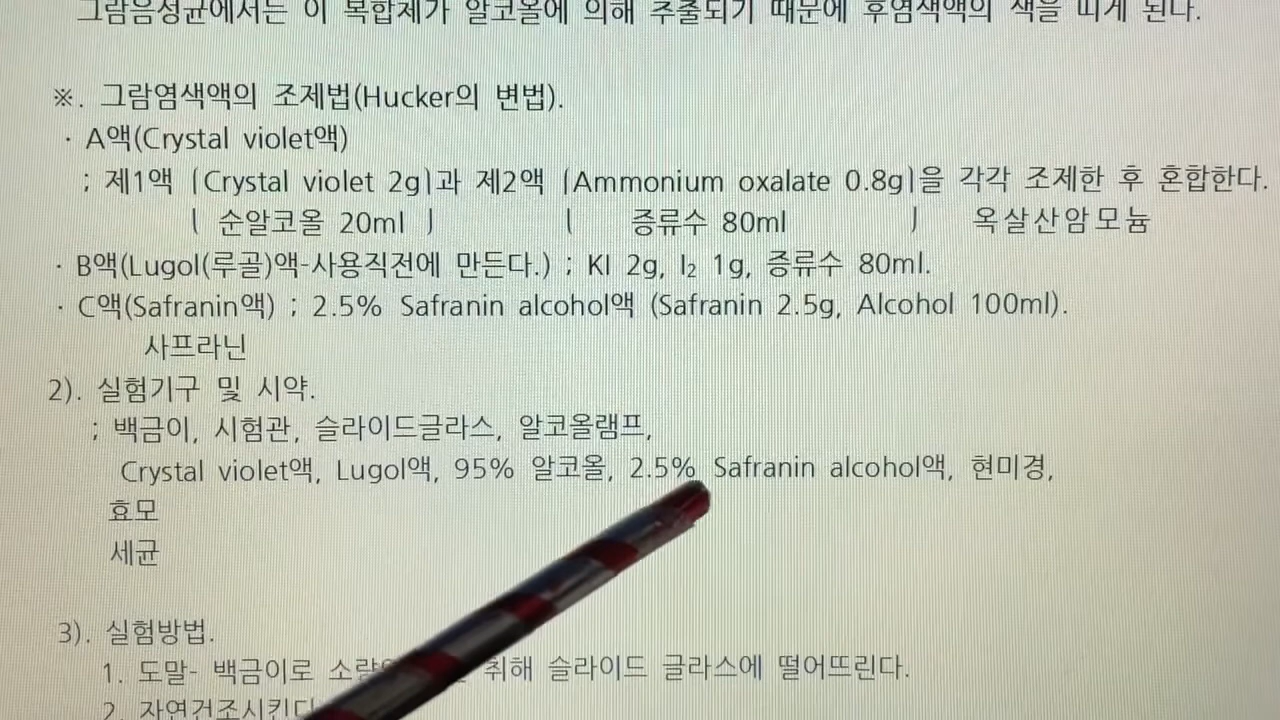 그람음성균에서는 이 복합체가 알코올에 의해 추출되기 때문에 후염색액의 색을 띠게 된다.
※. 그람염색액의 조제법(Hucker의 변법).
· A액(Crystal violet액)
; 제1액 (Crystal violet 2g)과 제2액 (Ammonium oxalate 0.8g)을 각각 조제한 후 혼합한다.
( 순알코올 20ml ) ( 증류수 80ml ) 옥살산암모늄
· B액(Lugol(루골)액-사용직전에 만든다.) ; KI 2g, I₂ 1g, 증류수 80ml.
· C액(Safranin액) ; 2.5% Safranin alcohol액 (Safranin 2.5g, Alcohol 100ml).
사프라닌
2). 실험기구 및 시약.
; 백금이, 시험관, 슬라이드글라스, 알코올램프,
Crystal violet액, Lugol액, 95% 알코올, 2.5% Safranin alcohol액, 현미경,
효모
세균
3). 실험방법.
1. 도말- 백금이로 취해 슬라이드 글라스에 떨어뜨린다.
2. 자연건조시킨다